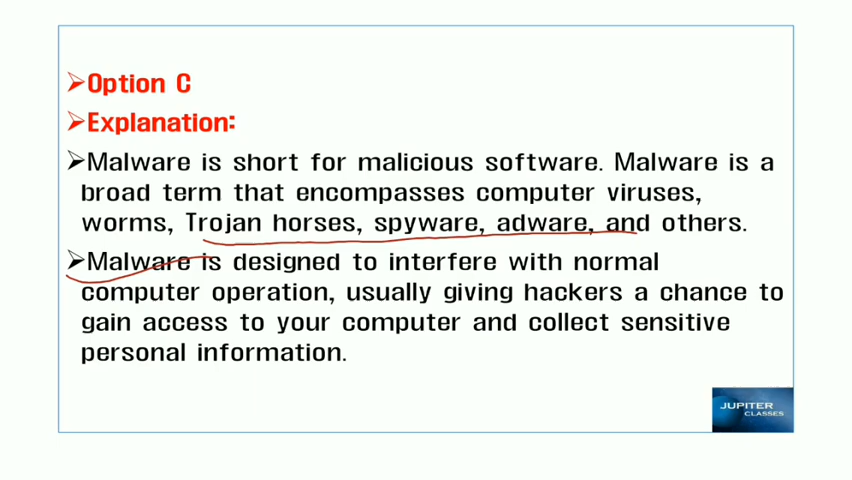 Option C
Explanation:
Malware is short for malicious software. Malware is a
broad term that encompasses computer viruses,
worms, Trojan horses, spyware, adware, and others.
Malware is designed to interfere with normal
computer operation, usually giving hackers a chance to
gain access to your computer and collect sensitive
personal information.
JUPITER
CLASSES